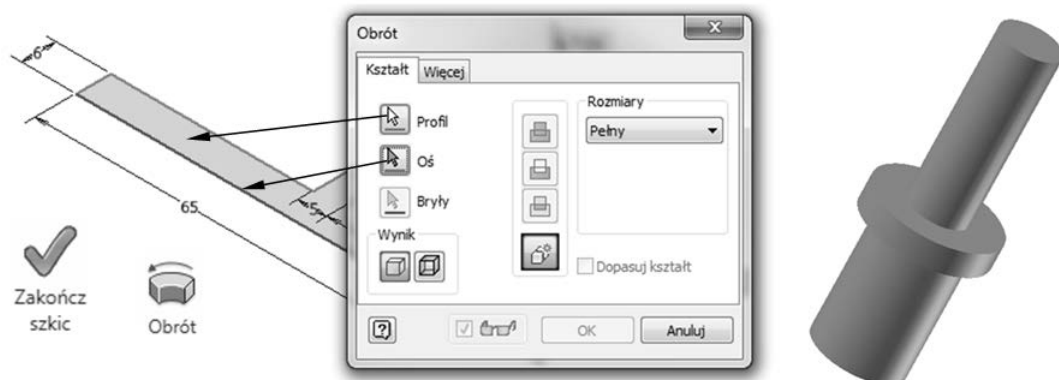 6
65
5
Zakończ
szkic
Obrót
Obrót
Kształt Więcej
Profil
Oś
Bryły
Wynik
Rozmiary
Pełny
Dopasuj kształt
OK Anuluj